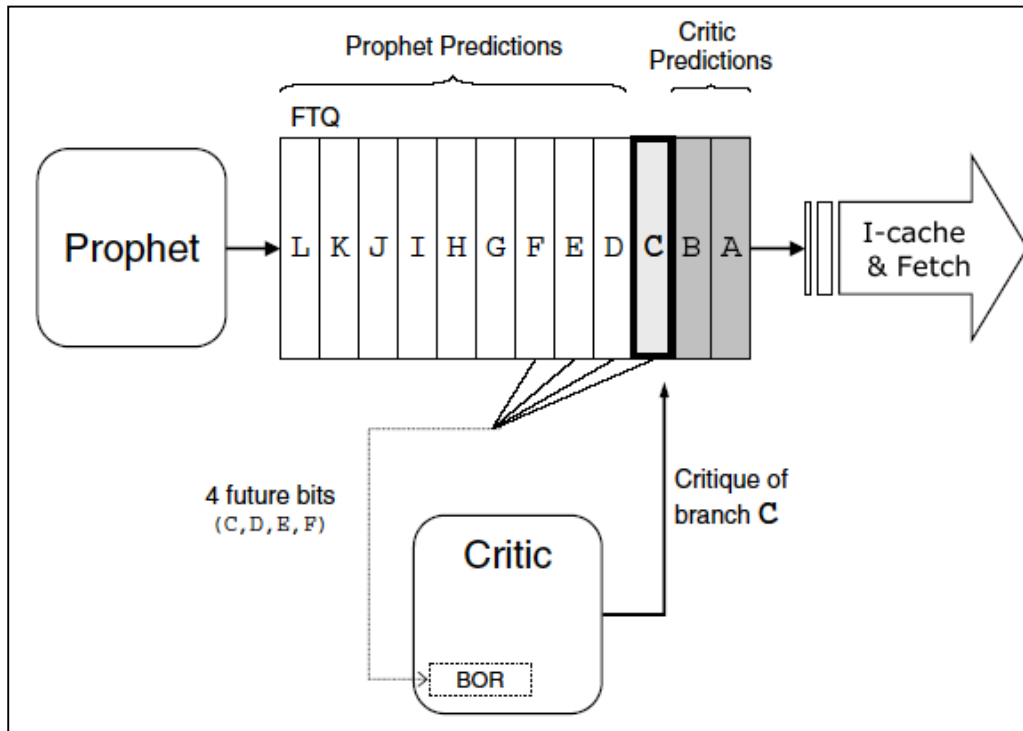 Prophet Predictions
Critic
Predictions
FTQ
Prophet
L K J I H G F E D C B A
I-cache
& Fetch
4 future bits
(C,D,E,F)
Critique of
branch C
Critic
BOR